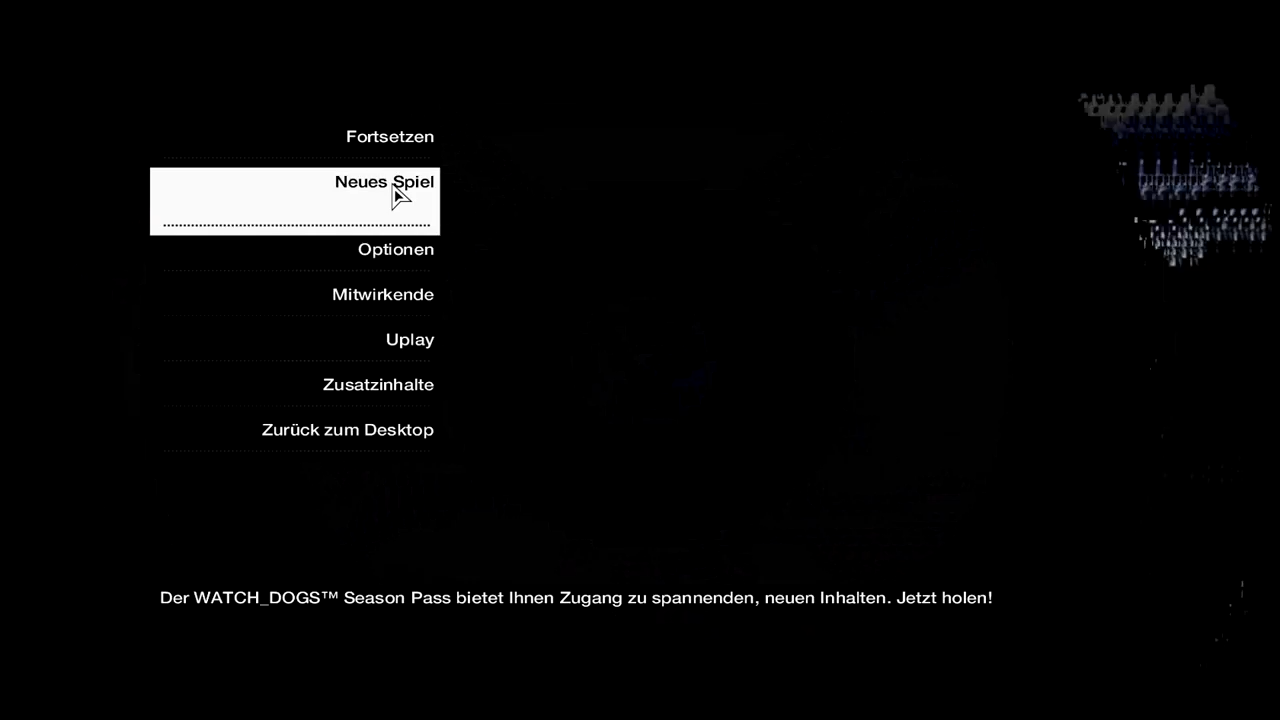 Fortsetzen
Neues Spiel
Optionen
Mitwirkende
Uplay
Zusatzinhalte
Zurück zum Desktop
Der WATCH_DOGS™ Season Pass bietet Ihnen Zugang zu spannenden, neuen Inhalten. Jetzt holen!